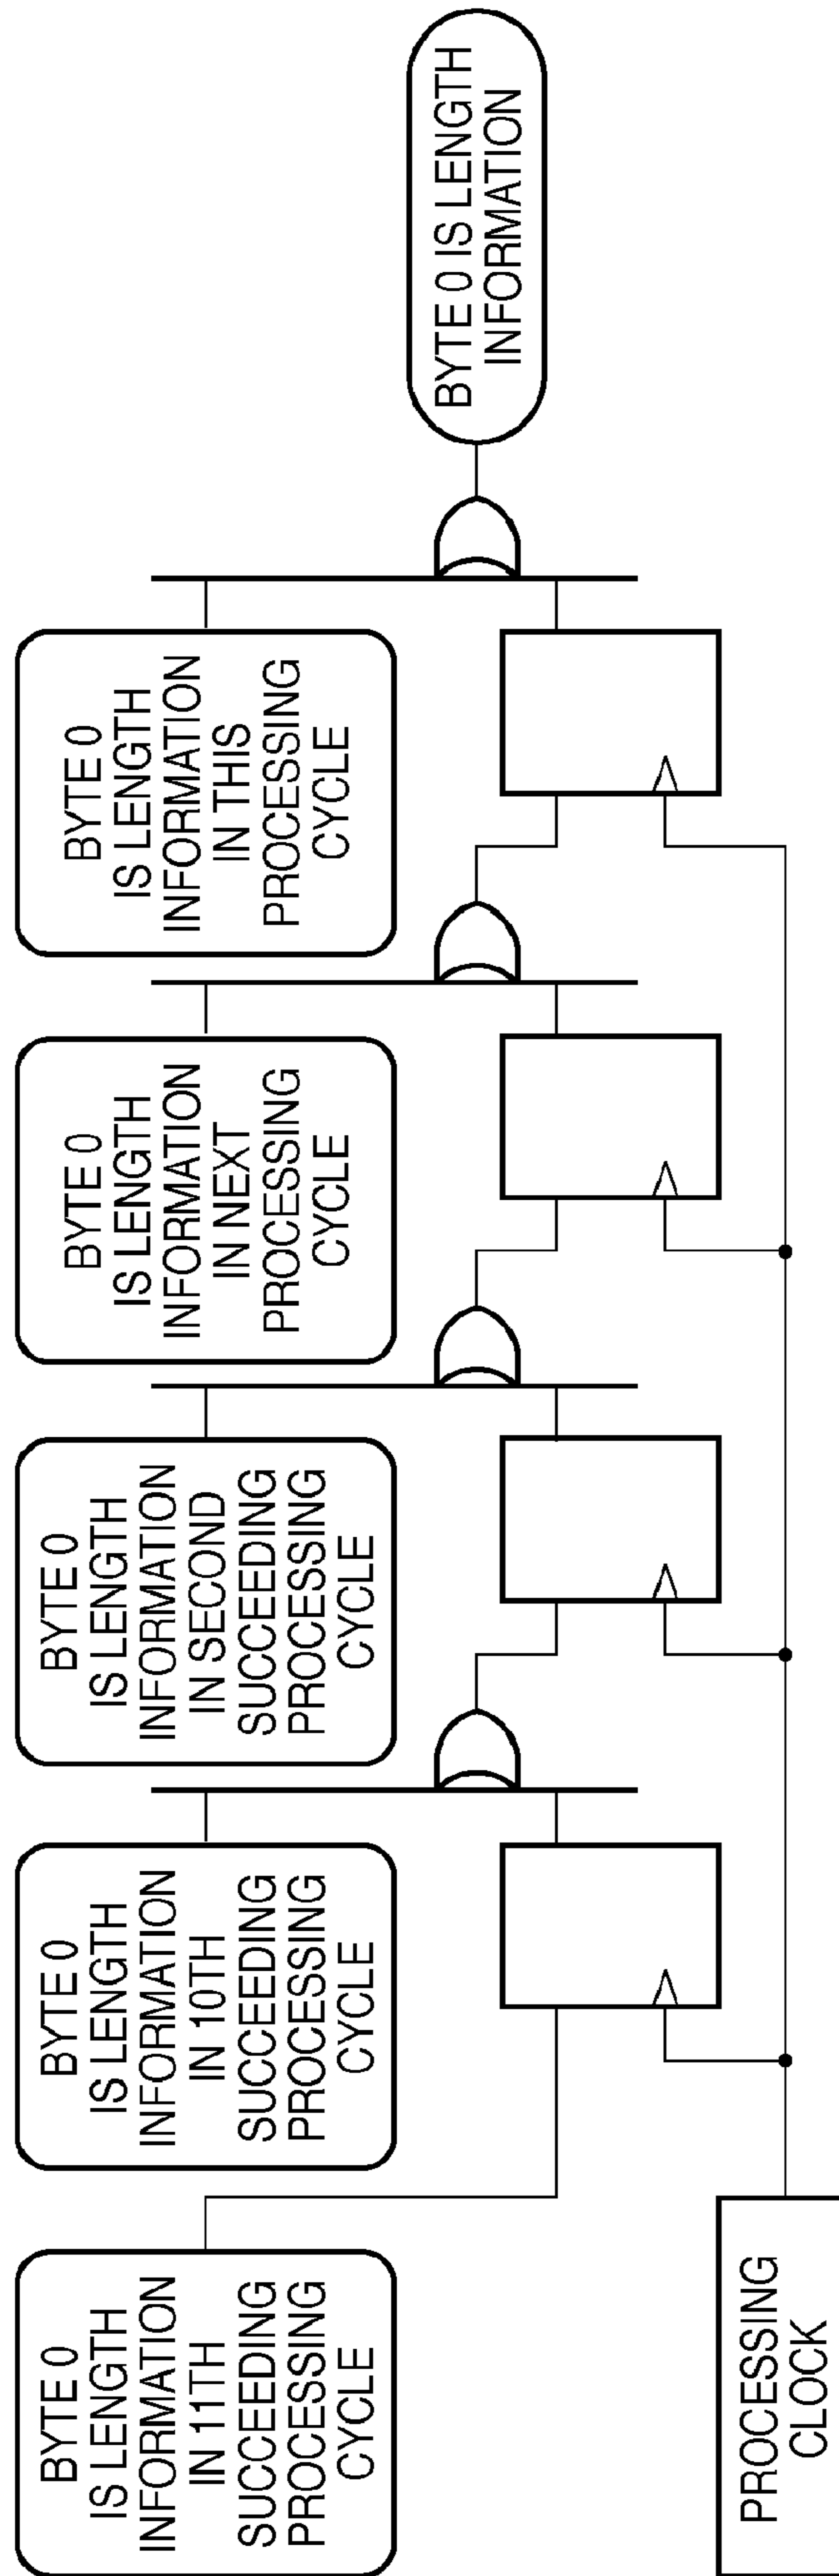 BYTE 0
IS LENGTH
INFORMATION
IN 11TH
SUCCEEDING
PROCESSING
CYCLE
BYTE 0
IS LENGTH
INFORMATION
IN 10TH
SUCCEEDING
PROCESSING
CYCLE
BYTE 0
IS LENGTH
INFORMATION
IN SECOND
SUCCEEDING
PROCESSING
CYCLE
BYTE 0
IS LENGTH
INFORMATION
IN NEXT
PROCESSING
CYCLE
BYTE 0
IS LENGTH
INFORMATION
IN THIS
PROCESSING
CYCLE
BYTE 0 IS LENGTH
INFORMATION
PROCESSING
CLOCK